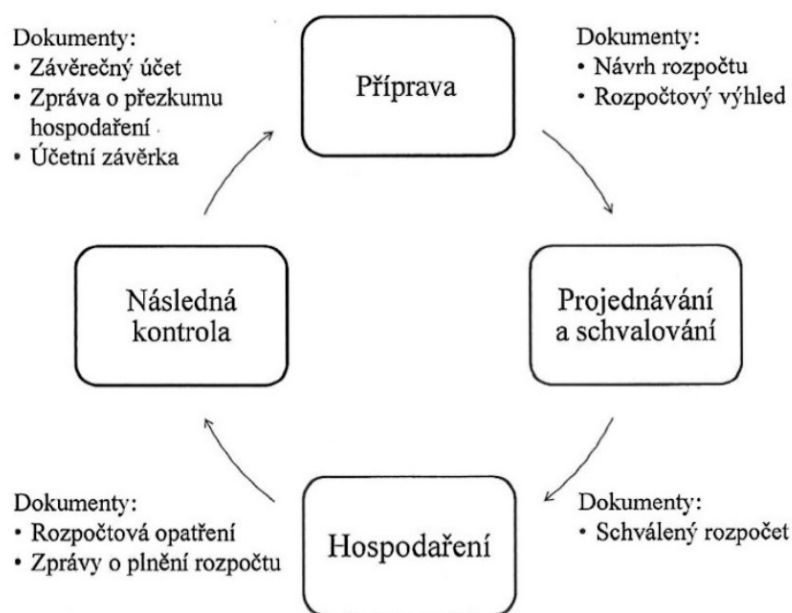 Dokumenty:
• Závěrečný účet
• Zpráva o přezkumu
hospodaření
• Účetní závěrka
Příprava
Dokumenty:
• Návrh rozpočtu
• Rozpočtový výhled
Následná
kontrola
Projednávání
a schvalování
Dokumenty:
• Rozpočtová opatření
• Zprávy o plnění rozpočtu
Hospodaření
Dokumenty:
• Schválený rozpočet